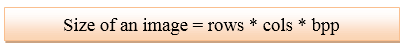 Size of an image = rows * cols * bpp